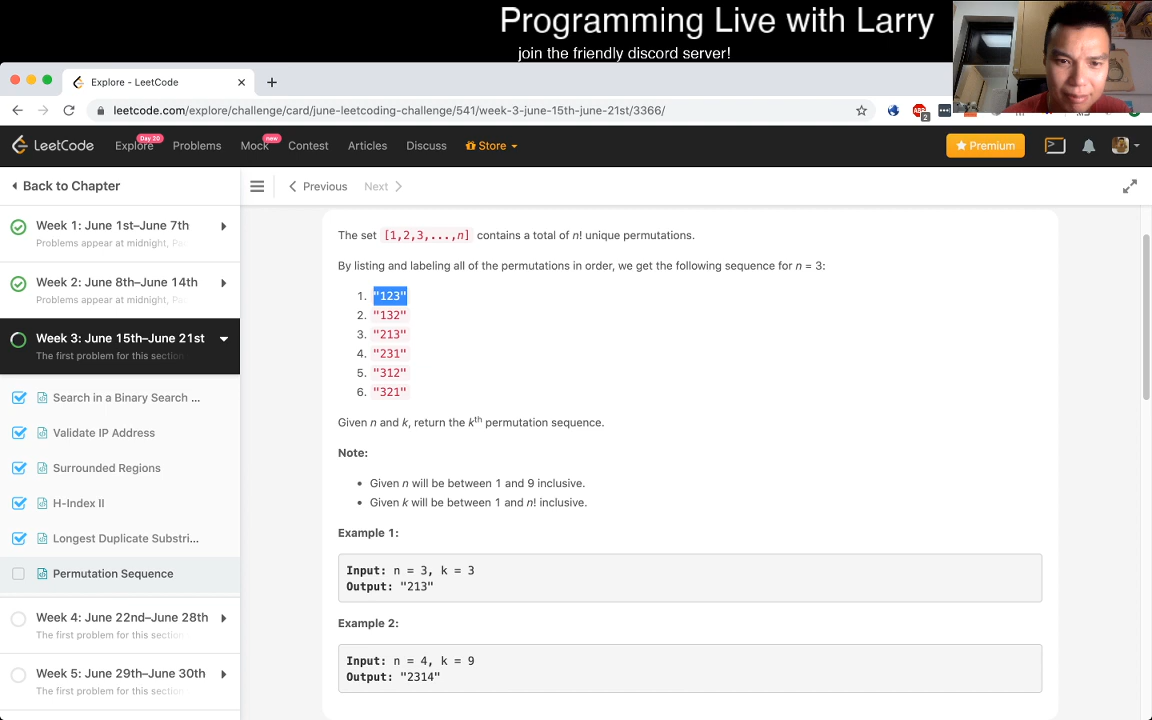 Programming Live with Larry
join the friendly discord server!
Explore - LeetCode
leetcode.com/explore/challenge/card/june-leetcoding-challenge/541/week-3-june-15th-june-21st/3366/
ABP
2
LeetCode
Explore
Day 20
Problems
Mock
new
Contest
Articles
Discuss
Store
Premium
Back to Chapter
Previous
Next
Week 1: June 1st–June 7th
Problems appear at midnight, Pa
Week 2: June 8th–June 14th
Problems appear at midnight, Pa
Week 3: June 15th–June 21st
The first problem for this section
Search in a Binary Search ...
Validate IP Address
Surrounded Regions
H-Index II
Longest Duplicate Substri...
Permutation Sequence
Week 4: June 22nd–June 28th
The first problem for this section
Week 5: June 29th–June 30th
The first problem for this section
The set [1,2,3,...,n] contains a total of n! unique permutations.
By listing and labeling all of the permutations in order, we get the following sequence for n = 3:
1. "123"
2. "132"
3. "213"
4. "231"
5. "312"
6. "321"
Given n and k, return the kth permutation sequence.
Note:
• Given n will be between 1 and 9 inclusive.
• Given k will be between 1 and n! inclusive.
Example 1:
Input: n = 3, k = 3
Output: "213"
Example 2:
Input: n = 4, k = 9
Output: "2314"